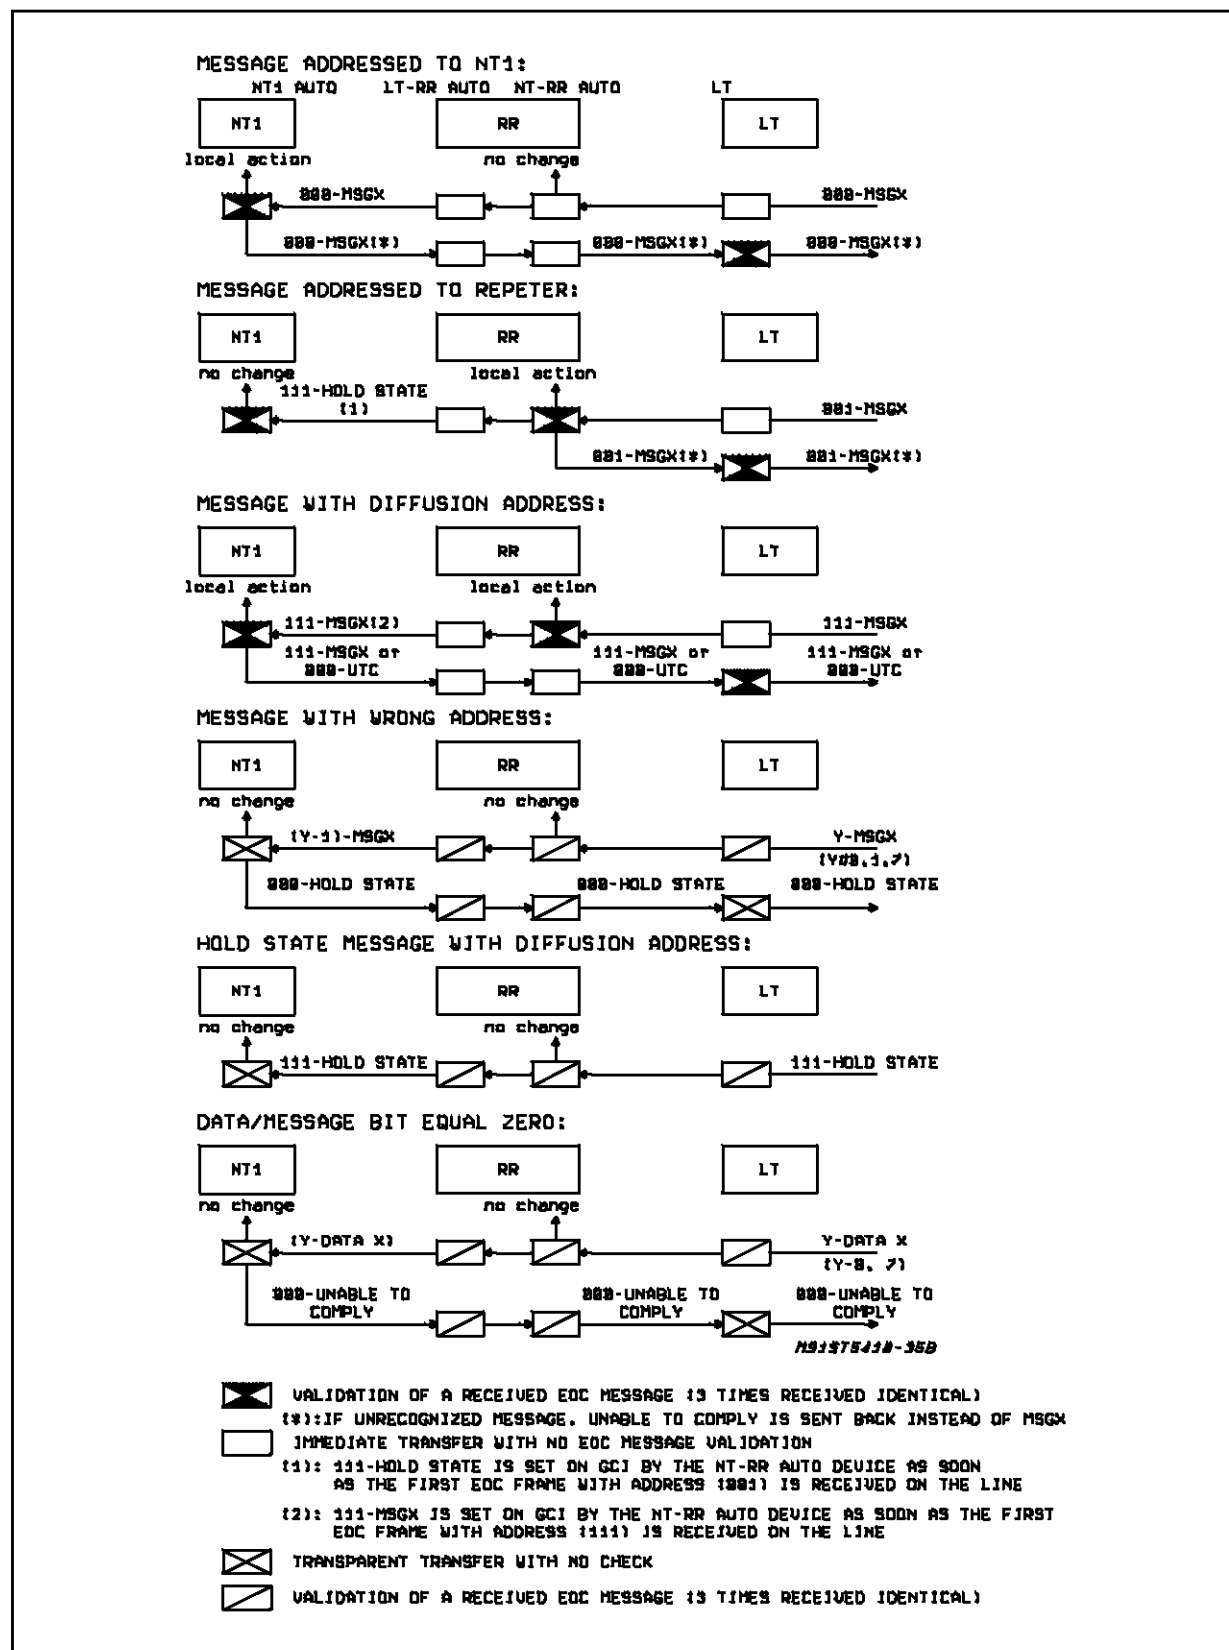 MESSAGE ADDRESSED TO NT1:
NT1 AUTO LT-RR AUTO NT-RR AUTO LT
NT1 RR LT
local action no change
000-MSGX 000-MSGX
000-MSGX(*) 000-MSGX(*) 000-MSGX(*)
MESSAGE ADDRESSED TO REPETER:
NT1 RR LT
no change local action
111-HOLD STATE
(1) 001-MSGX
001-MSGX(*) 001-MSGX(*)
MESSAGE WITH DIFFUSION ADDRESS:
NT1 RR LT
local action local action
111-MSGX(2) 111-MSGX
111-MSGX or 111-MSGX or 111-MSGX or
000-UTC 000-UTC 000-UTC
MESSAGE WITH WRONG ADDRESS:
NT1 RR LT
no change no change
(Y-1)-MSGX Y-MSGX
(Y#0,1,7)
000-HOLD STATE 000-HOLD STATE 000-HOLD STATE
HOLD STATE MESSAGE WITH DIFFUSION ADDRESS:
NT1 RR LT
no change no change
111-HOLD STATE 111-HOLD STATE
DATA/MESSAGE BIT EQUAL ZERO:
NT1 RR LT
no change no change
(Y-DATA X) Y-DATA X
(Y-0, 7)
000-UNABLE TO 000-UNABLE TO 000-UNABLE TO
COMPLY COMPLY COMPLY
VALIDATION OF A RECEIVED EOC MESSAGE (3 TIMES RECEIVED IDENTICAL)
(*):IF UNRECOGNIZED MESSAGE, UNABLE TO COMPLY IS SENT BACK INSTEAD OF MSGX
IMMEDIATE TRANSFER WITH NO EOC MESSAGE VALIDATION
(1): 111-HOLD STATE IS SET ON GCI BY THE NT-RR AUTO DEVICE AS SOON
AS THE FIRST EOC FRAME WITH ADDRESS (001) IS RECEIVED ON THE LINE
(2): 111-MSGX IS SET ON GCI BY THE NT-RR AUTO DEVICE AS SOON AS THE FIRST
EOC FRAME WITH ADDRESS (111) IS RECEIVED ON THE LINE
TRANSPARENT TRANSFER WITH NO CHECK
VALIDATION OF A RECEIVED EOC MESSAGE (3 TIMES RECEIVED IDENTICAL)